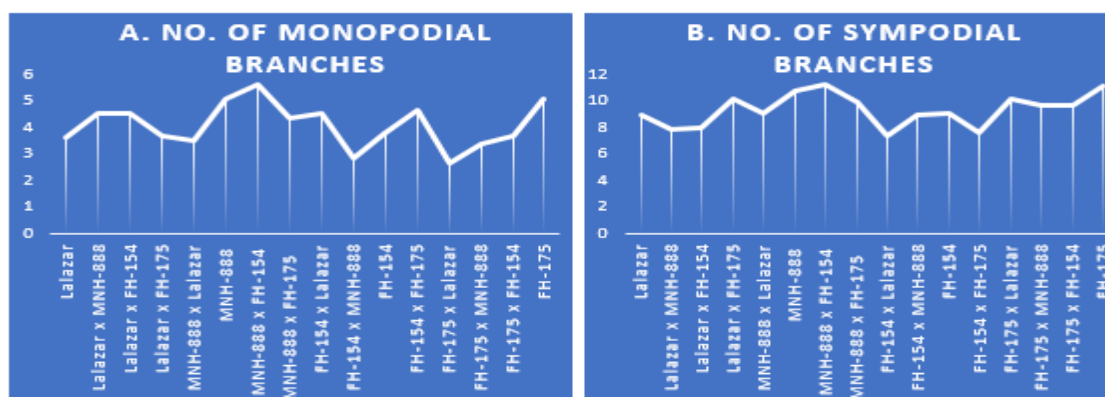 A. NO. OF MONOPODIAL
BRANCHES
6
5
4
3
2
1
0
Lalazar
Lalazar x MNH-888
Lalazar x FH-154
Lalazar x FH-175
MNH-888 x Lalazar
MNH-888
MNH-888 x FH-154
MNH-888 x FH-175
FH-154 x Lalazar
FH-154 x MNH-888
FH-154
FH-154 x FH-175
FH-175 x Lalazar
FH-175 x MNH-888
FH-175 x FH-154
FH-175
B. NO. OF SYMPODIAL
BRANCHES
12
10
8
6
4
2
0
Lalazar
Lalazar x MNH-888
Lalazar x FH-154
Lalazar x FH-175
MNH-888 x Lalazar
MNH-888
MNH-888 x FH-154
MNH-888 x FH-175
FH-154 x Lalazar
FH-154 x MNH-888
FH-154
FH-154 x FH-175
FH-175 x Lalazar
FH-175 x MNH-888
FH-175 x FH-154
FH-175